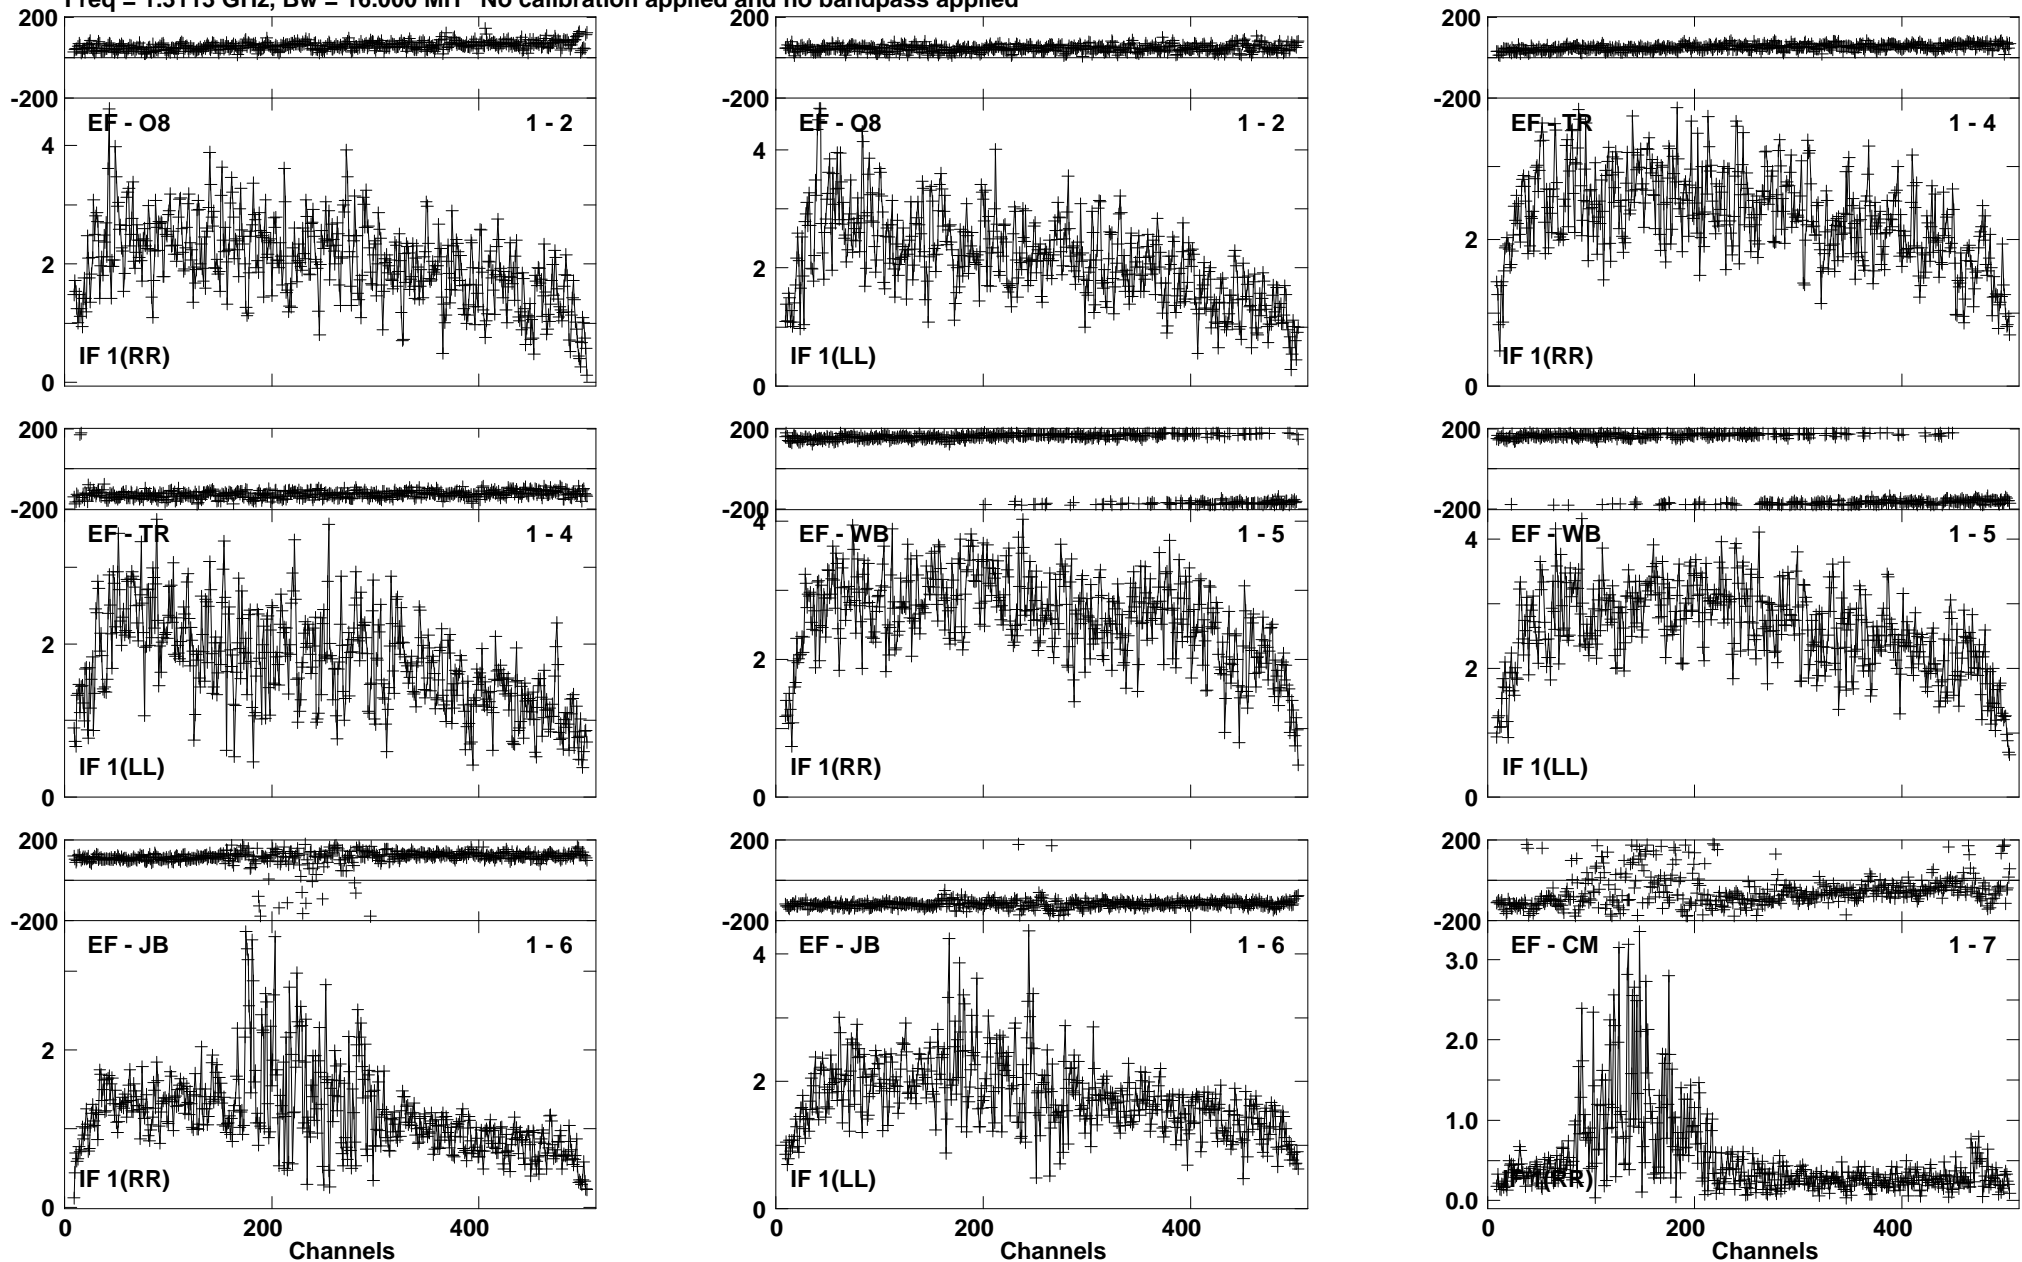 No calibration applied and no bandpass applied
200
-200
EF - O8 1 - 2
4
2
0
IF 1(RR)
200
-200
EF - O8 1 - 2
4
2
0
IF 1(LL)
200
-200
EF - TR 1 - 4
2
0
IF 1(RR)
200
-200
EF - TR 1 - 4
2
0
IF 1(LL)
200
-200
EF - WB 1 - 5
4
2
0
IF 1(RR)
200
-200
EF - WB 1 - 5
4
2
0
IF 1(LL)
200
-200
EF - JB 1 - 6
2
0
IF 1(RR)
0 200 400
Channels
200
-200
EF - JB 1 - 6
4
2
0
IF 1(LL)
200
-200
EF - CM 1 - 7
3.0
2.0
1.0
0.0
IF 1(RR)
0 200 400
Channels